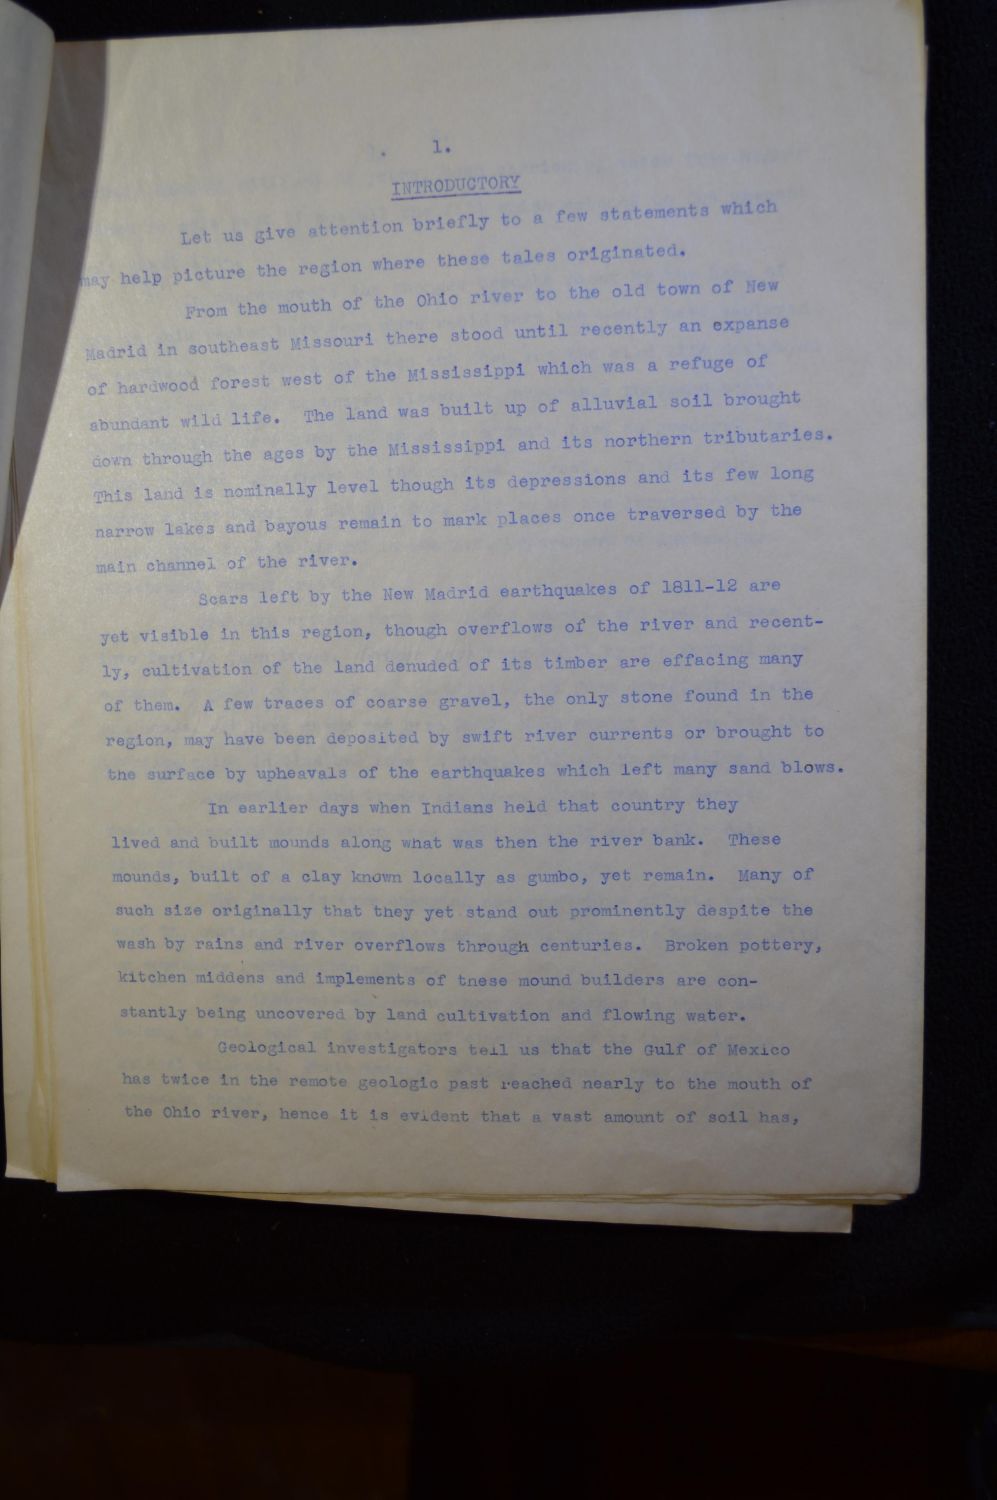 1.
INTRODUCTORY
Let us give attention briefly to a few statements which
may help picture the region where these tales originated.
From the mouth of the Ohio river to the old town of New
Madrid in southeast Missouri there stood until recently an expanse
of hardwood forest west of the Mississippi which was a refuge of
abundant wild life. The land was built up of alluvial soil brought
down through the ages by the Mississippi and its northern tributaries.
This land is nominally level though its depressions and its few long
narrow lakes and bayous remain to mark places once traversed by the
main channel of the river.
Scars left by the New Madrid earthquakes of 1811-12 are
yet visible in this region, though overflows of the river and recent-
ly, cultivation of the land denuded of its timber are effacing many
of them. A few traces of coarse gravel, the only stone found in the
region, may have been deposited by swift river currents or brought to
the surface by upheavals of the earthquakes which left many sand blows.
In earlier days when Indians held that country they
lived and built mounds along what was then the river bank. These
mounds, built of a clay known locally as gumbo, yet remain. Many of
such size originally that they yet stand out prominently despite the
wash by rains and river overflows through centuries. Broken pottery,
kitchen middens and implements of tnese mound builders are con-
stantly being uncovered by land cultivation and flowing water.
Geological investigators tell us that the Gulf of Mexico
has twice in the remote geologic past reached nearly to the mouth of
the Ohio river, hence it is evident that a vast amount of soil has,